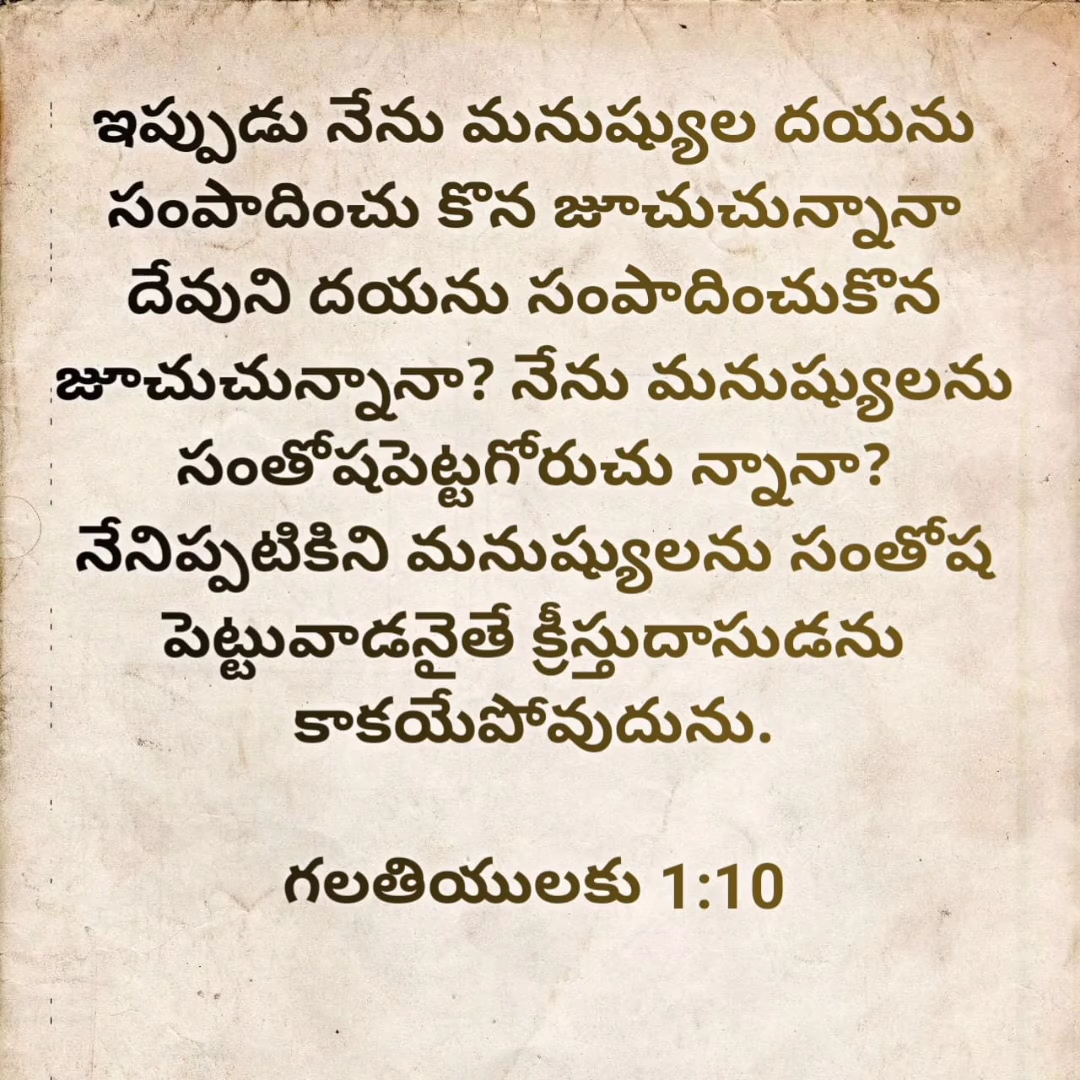 ఇప్పుడు నేను మనుష్యుల దయను
సంపాదించు కొన జూచుచున్నానా
దేవుని దయను సంపాదించుకొన
జూచుచున్నానా? నేను మనుష్యులను
సంతోషపెట్టగోరుచు న్నానా?
నేనిప్పటికిని మనుష్యులను సంతోష
పెట్టువాడనైతే క్రీస్తుదాసుడను
కాకయేపోవుదును.
గలతియులకు 1:10